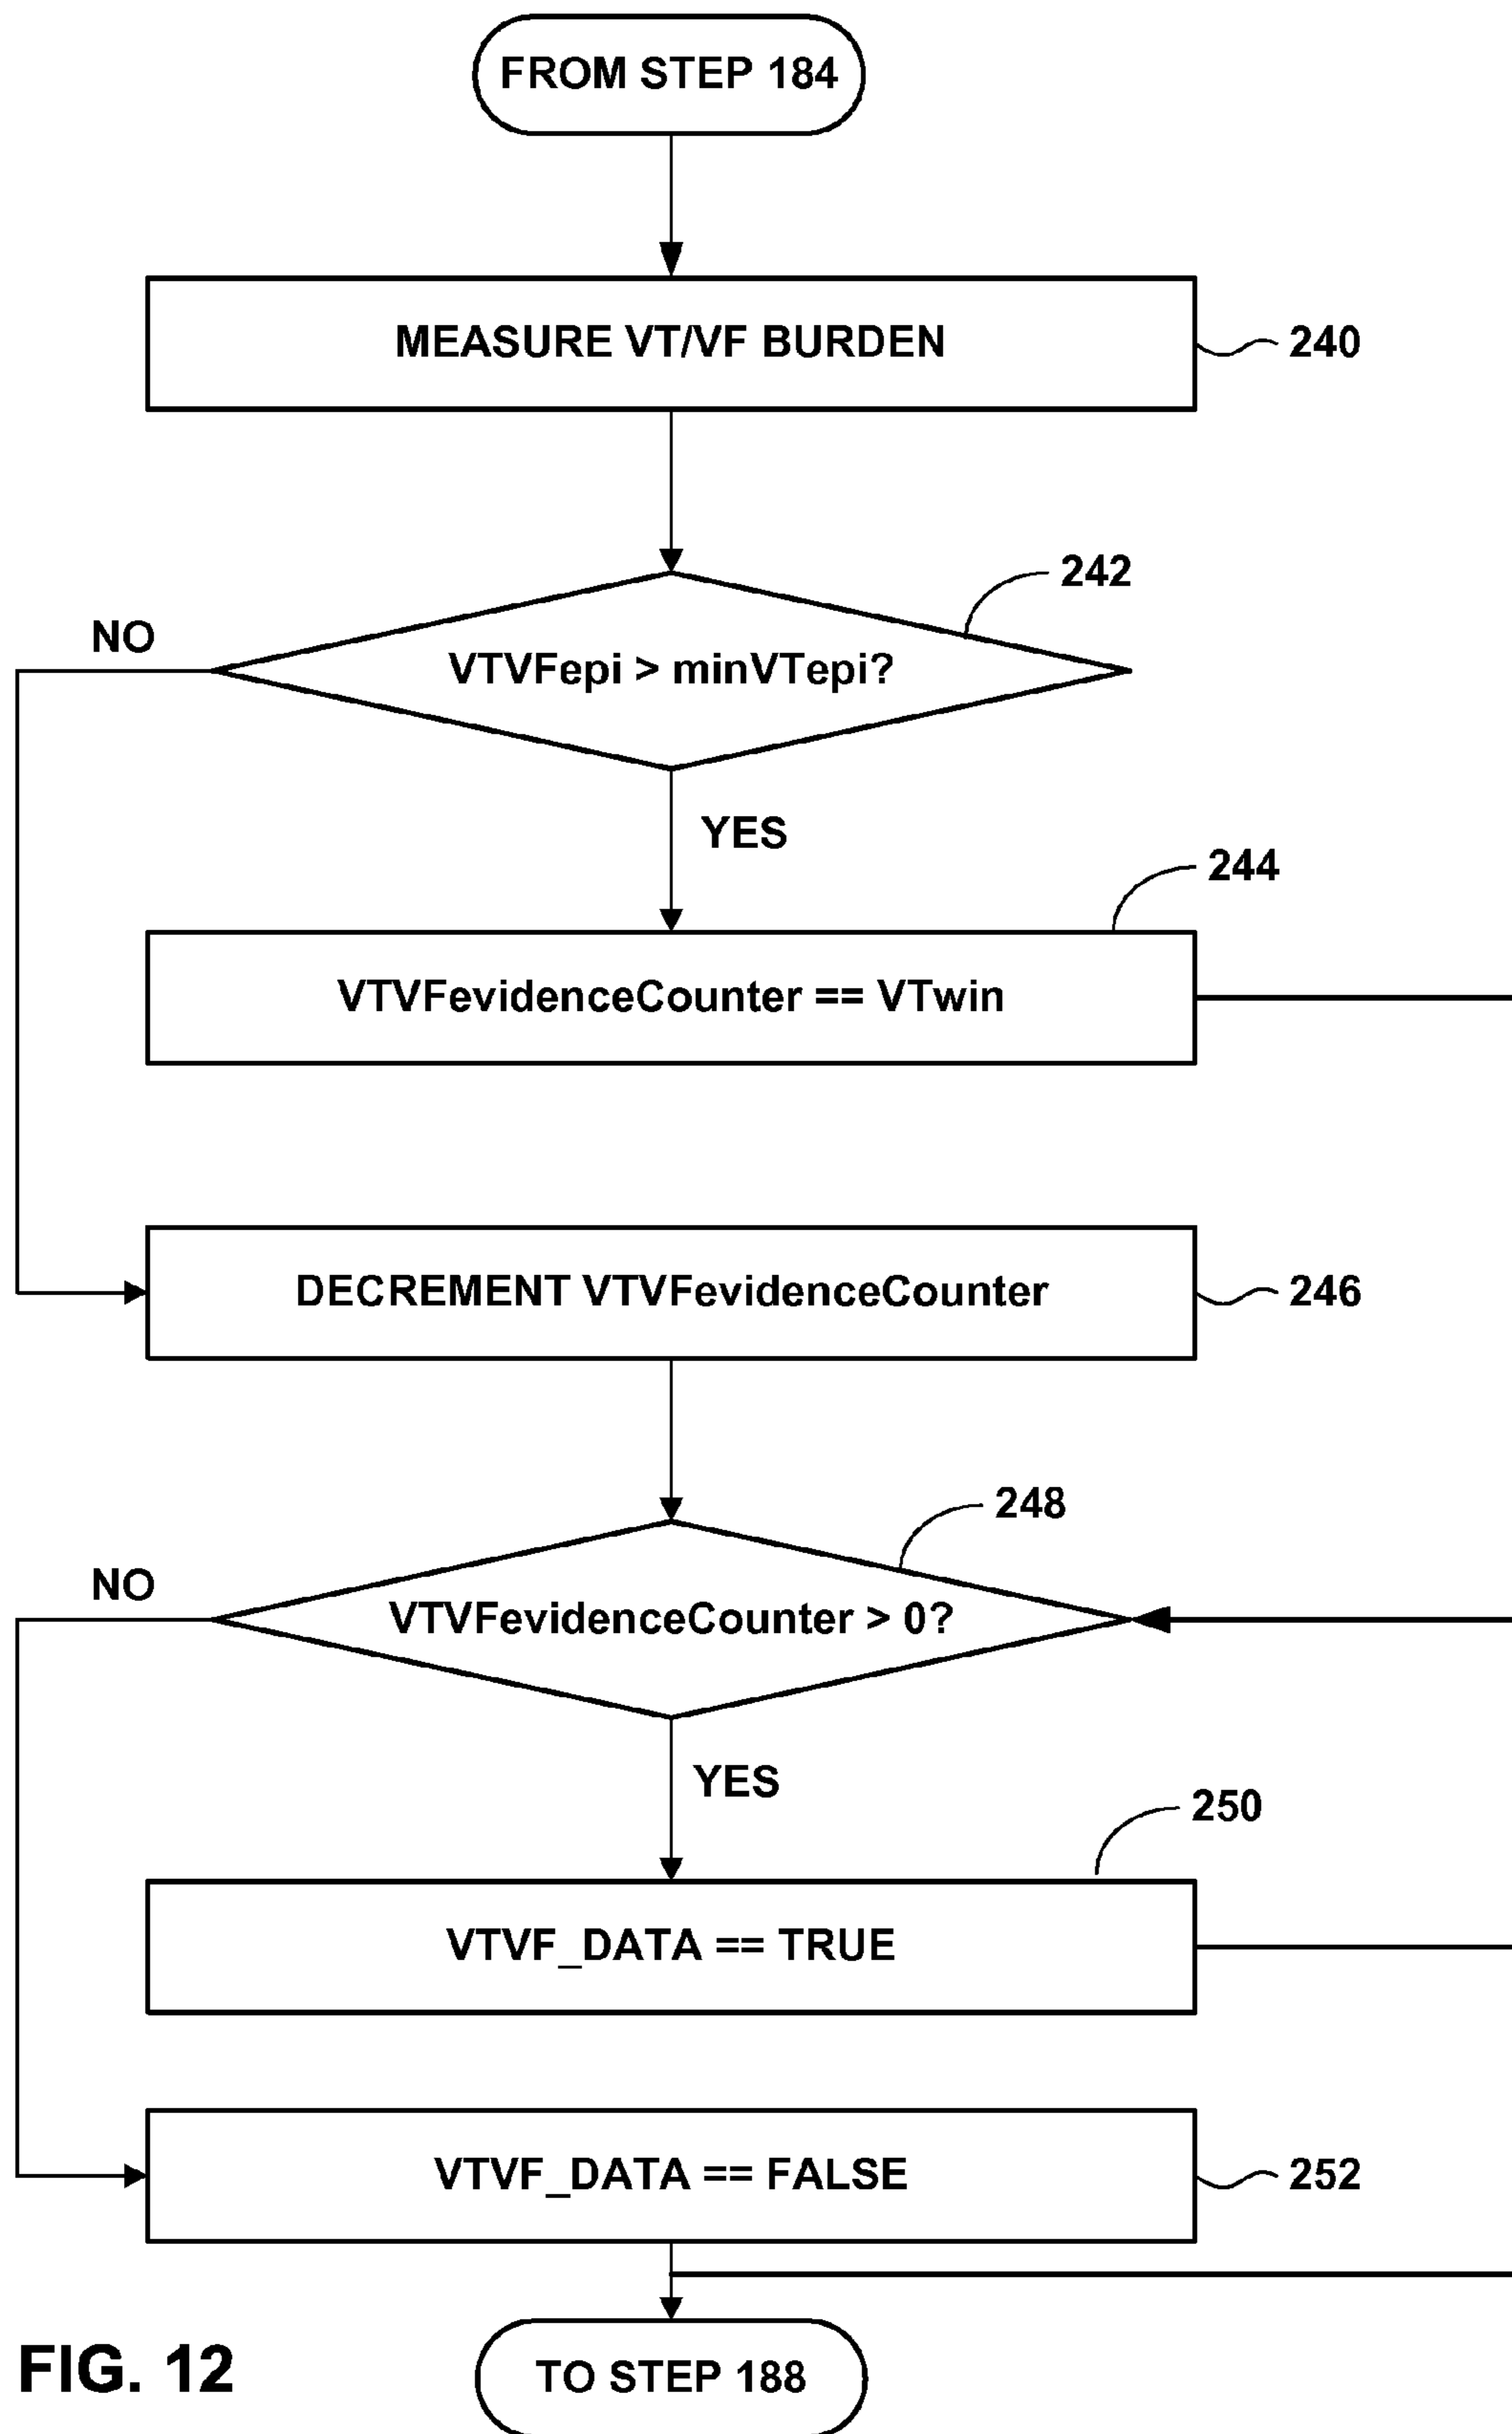 FROM STEP 184
MEASURE VT/VF BURDEN
240
242
NO
VTVFepi > minVTepi?
YES
244
VTVFevidenceCounter == VTwin
DECREMENT VTVFevidenceCounter
246
248
NO
VTVFevidenceCounter > 0?
YES
250
VTVF_DATA == TRUE
VTVF_DATA == FALSE
252
FIG. 12
TO STEP 188